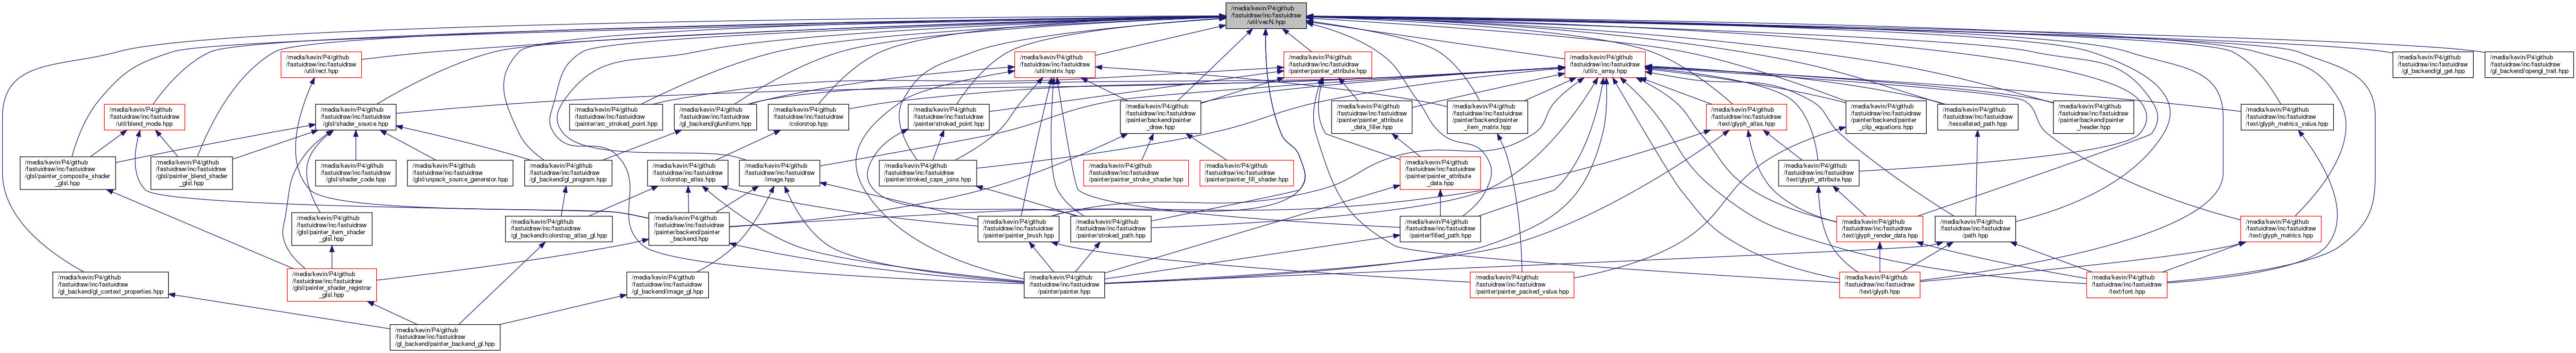 /media/kevin/P4/github
/fastuidraw/inc/fastuidraw
/util/vecN.hpp
/media/kevin/P4/github
/fastuidraw/inc/fastuidraw
/util/rect.hpp
/media/kevin/P4/github
/fastuidraw/inc/fastuidraw
/util/matrix.hpp
/media/kevin/P4/github
/fastuidraw/inc/fastuidraw
/painter/painter_attribute.hpp
/media/kevin/P4/github
/fastuidraw/inc/fastuidraw
/util/c_array.hpp
/media/kevin/P4/github
/fastuidraw/inc/fastuidraw
/gl_backend/gl_get.hpp
/media/kevin/P4/github
/fastuidraw/inc/fastuidraw
/gl_backend/opengl_trait.hpp
/media/kevin/P4/github
/fastuidraw/inc/fastuidraw
/util/blend_mode.hpp
/media/kevin/P4/github
/fastuidraw/inc/fastuidraw
/glsl/shader_source.hpp
/media/kevin/P4/github
/fastuidraw/inc/fastuidraw
/painter/arc_stroked_point.hpp
/media/kevin/P4/github
/fastuidraw/inc/fastuidraw
/gl_backend/gluniform.hpp
/media/kevin/P4/github
/fastuidraw/inc/fastuidraw
/colorstop.hpp
/media/kevin/P4/github
/fastuidraw/inc/fastuidraw
/painter/stroked_point.hpp
/media/kevin/P4/github
/fastuidraw/inc/fastuidraw
/painter/backend/painter
_draw.hpp
/media/kevin/P4/github
/fastuidraw/inc/fastuidraw
/painter/painter_attribute
_data_filler.hpp
/media/kevin/P4/github
/fastuidraw/inc/fastuidraw
/painter/backend/painter
_item_matrix.hpp
/media/kevin/P4/github
/fastuidraw/inc/fastuidraw
/text/glyph_atlas.hpp
/media/kevin/P4/github
/fastuidraw/inc/fastuidraw
/painter/backend/painter
_clip_equations.hpp
/media/kevin/P4/github
/fastuidraw/inc/fastuidraw
/tessellated_path.hpp
/media/kevin/P4/github
/fastuidraw/inc/fastuidraw
/painter/backend/painter
_header.hpp
/media/kevin/P4/github
/fastuidraw/inc/fastuidraw
/text/glyph_metrics_value.hpp
/media/kevin/P4/github
/fastuidraw/inc/fastuidraw
/glsl/painter_composite_shader
_glsl.hpp
/media/kevin/P4/github
/fastuidraw/inc/fastuidraw
/glsl/painter_blend_shader
_glsl.hpp
/media/kevin/P4/github
/fastuidraw/inc/fastuidraw
/glsl/shader_code.hpp
/media/kevin/P4/github
/fastuidraw/inc/fastuidraw
/glsl/unpack_source_generator.hpp
/media/kevin/P4/github
/fastuidraw/inc/fastuidraw
/gl_backend/gl_program.hpp
/media/kevin/P4/github
/fastuidraw/inc/fastuidraw
/colorstop_atlas.hpp
/media/kevin/P4/github
/fastuidraw/inc/fastuidraw
/image.hpp
/media/kevin/P4/github
/fastuidraw/inc/fastuidraw
/painter/stroked_caps_joins.hpp
/media/kevin/P4/github
/fastuidraw/inc/fastuidraw
/painter/painter_stroke_shader.hpp
/media/kevin/P4/github
/fastuidraw/inc/fastuidraw
/painter/painter_fill_shader.hpp
/media/kevin/P4/github
/fastuidraw/inc/fastuidraw
/painter/painter_attribute
_data.hpp
/media/kevin/P4/github
/fastuidraw/inc/fastuidraw
/text/glyph_attribute.hpp
/media/kevin/P4/github
/fastuidraw/inc/fastuidraw
/glsl/painter_item_shader
_glsl.hpp
/media/kevin/P4/github
/fastuidraw/inc/fastuidraw
/gl_backend/colorstop_atlas_gl.hpp
/media/kevin/P4/github
/fastuidraw/inc/fastuidraw
/painter/backend/painter
_backend.hpp
/media/kevin/P4/github
/fastuidraw/inc/fastuidraw
/painter/painter_brush.hpp
/media/kevin/P4/github
/fastuidraw/inc/fastuidraw
/painter/stroked_path.hpp
/media/kevin/P4/github
/fastuidraw/inc/fastuidraw
/painter/filled_path.hpp
/media/kevin/P4/github
/fastuidraw/inc/fastuidraw
/text/glyph_render_data.hpp
/media/kevin/P4/github
/fastuidraw/inc/fastuidraw
/path.hpp
/media/kevin/P4/github
/fastuidraw/inc/fastuidraw
/text/glyph_metrics.hpp
/media/kevin/P4/github
/fastuidraw/inc/fastuidraw
/gl_backend/gl_context_properties.hpp
/media/kevin/P4/github
/fastuidraw/inc/fastuidraw
/glsl/painter_shader_registrar
_glsl.hpp
/media/kevin/P4/github
/fastuidraw/inc/fastuidraw
/gl_backend/image_gl.hpp
/media/kevin/P4/github
/fastuidraw/inc/fastuidraw
/painter/painter.hpp
/media/kevin/P4/github
/fastuidraw/inc/fastuidraw
/painter/painter_packed_value.hpp
/media/kevin/P4/github
/fastuidraw/inc/fastuidraw
/text/glyph.hpp
/media/kevin/P4/github
/fastuidraw/inc/fastuidraw
/text/font.hpp
/media/kevin/P4/github
/fastuidraw/inc/fastuidraw
/gl_backend/painter_backend_gl.hpp